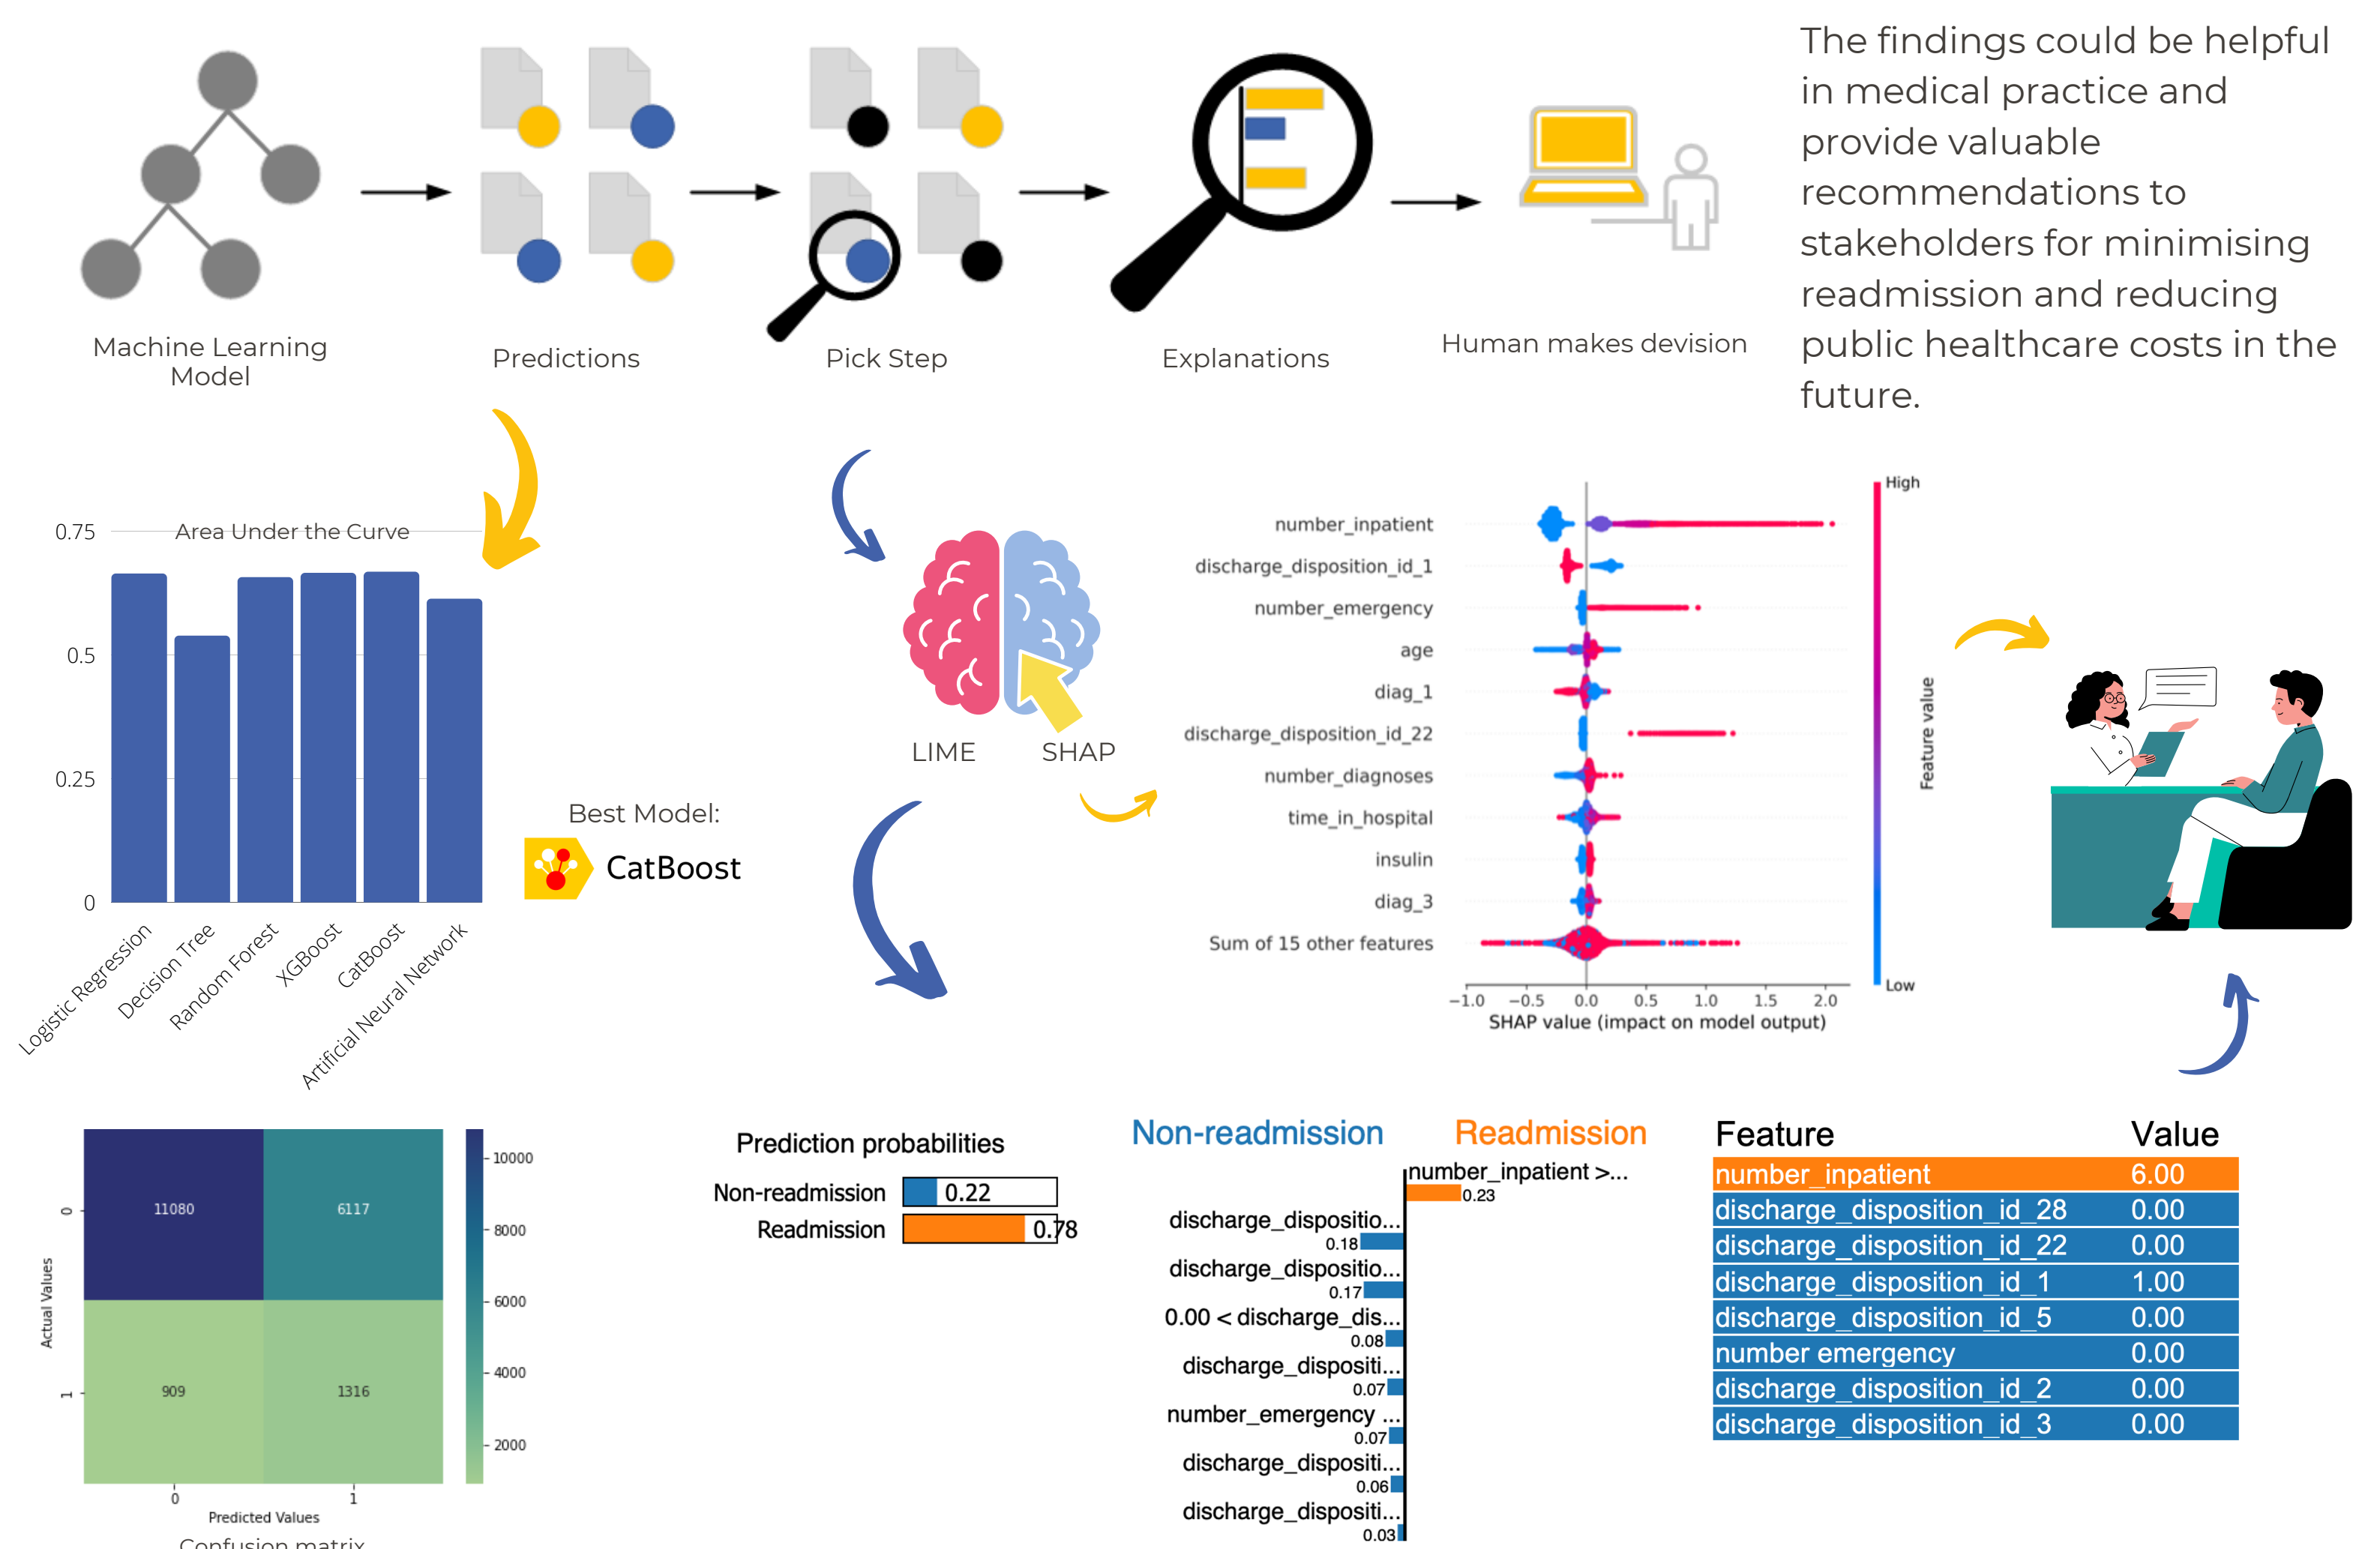 The findings could be helpful
in medical practice and
provide valuable
recommendations to
stakeholders for minimising
readmission and reducing
public healthcare costs in the
future.
Machine Learning
Model
Predictions
Pick Step
Explanations
Human makes devision
Area Under the Curve
0.75
0.5
0.25
0
Logistic Regression
Decision Tree
Random Forest
XGBoost
CatBoost
Artificial Neural Network
Best Model:
CatBoost
LIME
SHAP
number_inpatient
discharge_disposition_id_1
number_emergency
age
diag_1
discharge_disposition_id_22
number_diagnoses
time_in_hospital
insulin
diag_3
Sum of 15 other features
−1.0 −0.5 0.0 0.5 1.0 1.5 2.0
SHAP value (impact on model output)
High
Feature value
Low
11080
6117
909
1316
0
1
Actual Values
0
1
Predicted Values
10000
8000
6000
4000
2000
Confusion matrix
Prediction probabilities
Non-readmission 0.22
Readmission 0.78
Non-readmission
Readmission
number_inpatient >...
0.23
discharge_dispositio...
0.18
discharge_dispositio...
0.17
0.00 < discharge_dis...
0.08
discharge_dispositi...
0.07
number_emergency ...
0.07
discharge_dispositi...
0.06
discharge_dispositi...
0.03
Feature Value
number_inpatient 6.00
discharge_disposition_id_28 0.00
discharge_disposition_id_22 0.00
discharge_disposition_id_1 1.00
discharge_disposition_id_5 0.00
number emergency 0.00
discharge_disposition_id_2 0.00
discharge_disposition_id_3 0.00